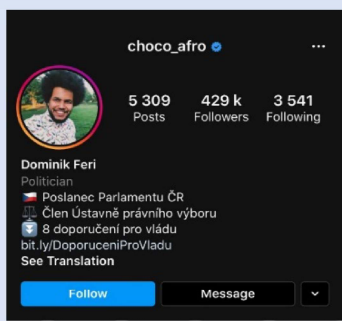 choco_afro
5 309 429 k 3 541
Posts Followers Following
Dominik Feri
Politician
🇨🇿 Poslanec Parlamentu ČR
⚖️ Člen Ústavně právního výboru
⏬ 8 doporučení pro vládu
bit.ly/DoporuceniProVladu
See Translation
Follow Message